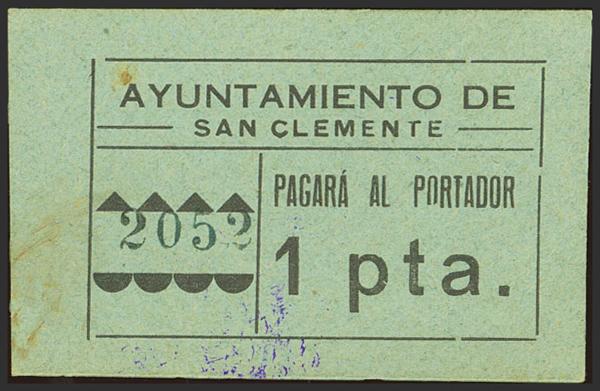 AYUNTAMIENTO DE
SAN CLEMENTE
2052
PAGARÁ AL PORTADOR
1 pta.